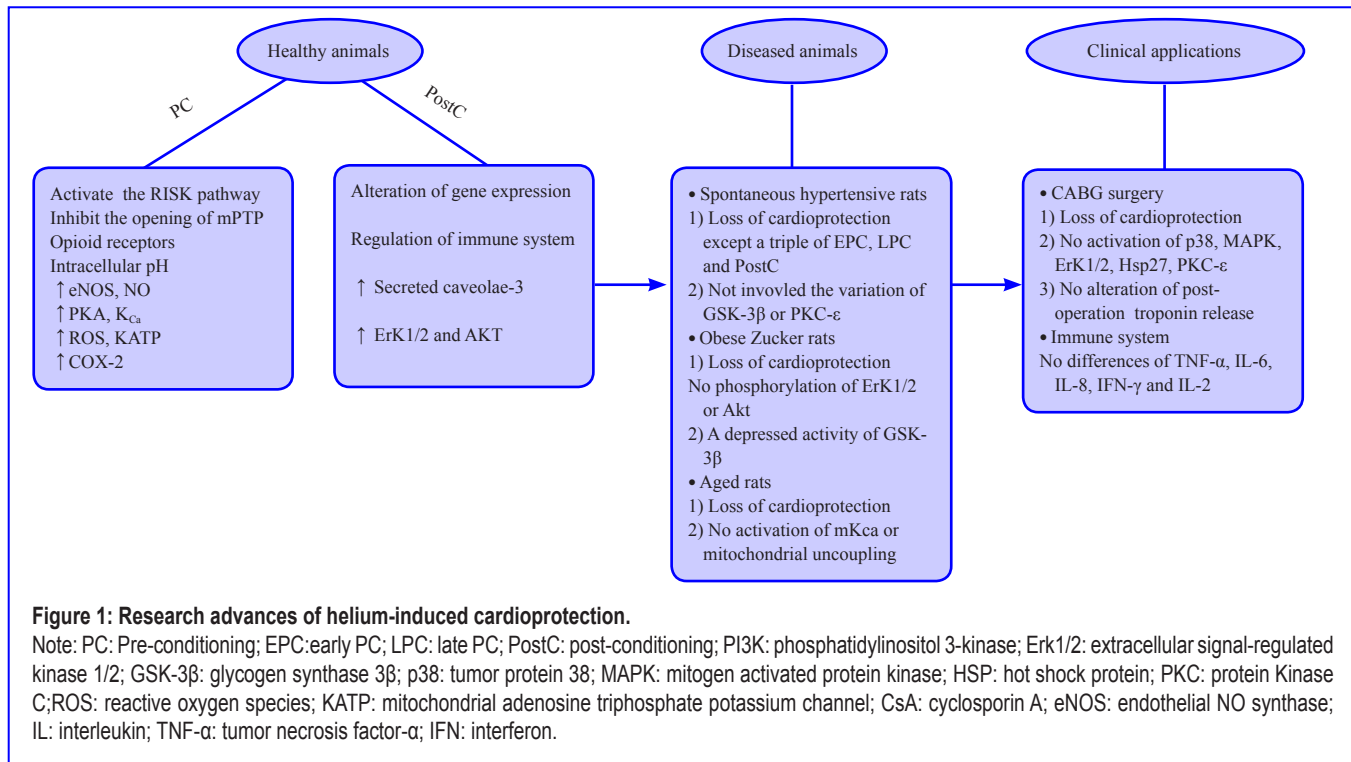 Healthy animals
Diseased animals
Clinical applications
PC
PostC
Activate the RISK pathway
Inhibit the opening of mPTP
Opioid receptors
Intracellular pH
↑ eNOS, NO
↑ PKA, K_Ca
↑ ROS, KATP
↑ COX-2
Alteration of gene expression
Regulation of immune system
↑ Secreted caveolae-3
↑ ErK1/2 and AKT
• Spontaneous hypertensive rats
1) Loss of cardioprotection
except a triple of EPC, LPC
and PostC
2) Not invovled the variation of
GSK-3β or PKC-ε
• Obese Zucker rats
1) Loss of cardioprotection
No phosphorylation of ErK1/2
or Akt
2) A depressed activity of GSK-
3β
• Aged rats
1) Loss of cardioprotection
2) No activation of mKca or
mitochondrial uncoupling
• CABG surgery
1) Loss of cardioprotection
2) No activation of p38, MAPK,
ErK1/2, Hsp27, PKC-ε
3) No alteration of post-
operation troponin release
• Immune system
No differences of TNF-α, IL-6,
IL-8, IFN-γ and IL-2
Figure 1: Research advances of helium-induced cardioprotection.
Note: PC: Pre-conditioning; EPC:early PC; LPC: late PC; PostC: post-conditioning; PI3K: phosphatidylinositol 3-kinase; Erk1/2: extracellular signal-regulated
kinase 1/2; GSK-3β: glycogen synthase 3β; p38: tumor protein 38; MAPK: mitogen activated protein kinase; HSP: hot shock protein; PKC: protein Kinase
C;ROS: reactive oxygen species; KATP: mitochondrial adenosine triphosphate potassium channel; CsA: cyclosporin A; eNOS: endothelial NO synthase;
IL: interleukin; TNF-α: tumor necrosis factor-α; IFN: interferon.